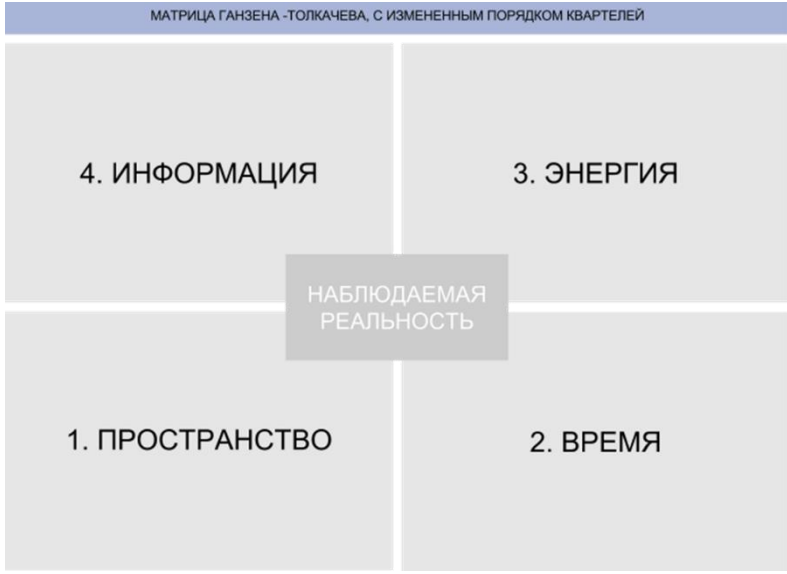 МАТРИЦА ГАНЗЕНА -ТОЛКАЧЕВА, С ИЗМЕНЕННЫМ ПОРЯДКОМ КВАРТЕЛЕЙ
4. ИНФОРМАЦИЯ
3. ЭНЕРГИЯ
НАБЛЮДАЕМАЯ
РЕАЛЬНОСТЬ
1. ПРОСТРАНСТВО
2. ВРЕМЯ